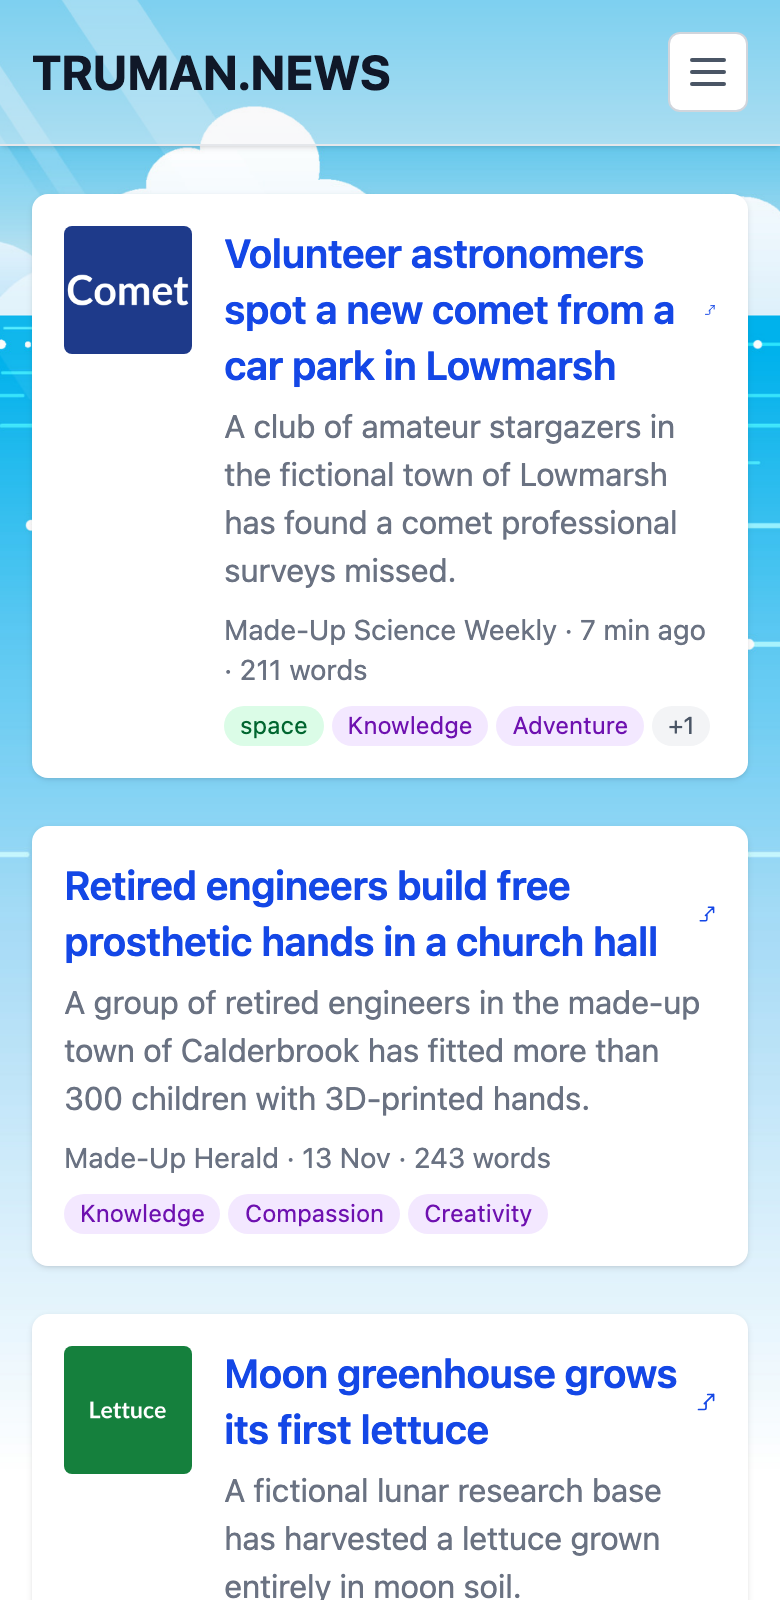 TRUMAN.NEWS
Comet
Volunteer astronomers
spot a new comet from a
car park in Lowmarsh
A club of amateur stargazers in
the fictional town of Lowmarsh
has found a comet professional
surveys missed.
Made-Up Science Weekly · 7 min ago
· 211 words
space Knowledge Adventure +1
Retired engineers build free
prosthetic hands in a church hall
A group of retired engineers in the made-up
town of Calderbrook has fitted more than
300 children with 3D-printed hands.
Made-Up Herald · 13 Nov · 243 words
Knowledge Compassion Creativity
Lettuce
Moon greenhouse grows
its first lettuce
A fictional lunar research base
has harvested a lettuce grown
entirely in moon soil.